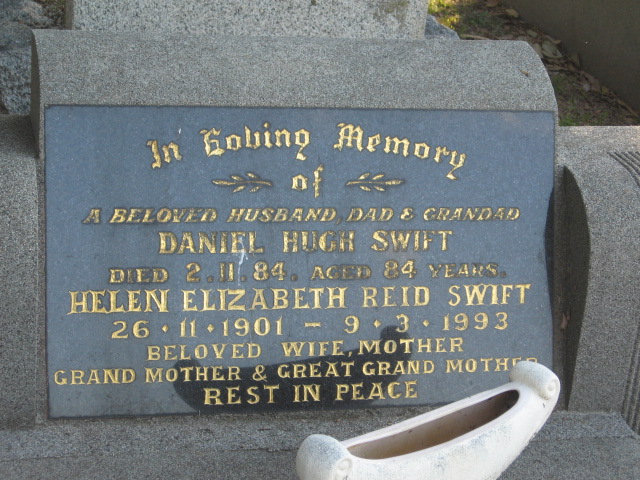 In Loving Memory
of
A BELOVED HUSBAND, DAD & GRANDAD
DANIEL HUGH SWIFT
DIED 2.11.84. AGED 84 YEARS.
HELEN ELIZABETH REID SWIFT
26 · 11 · 1901 – 9 · 3 · 1993
BELOVED WIFE, MOTHER
GRAND MOTHER & GREAT GRAND MOTHER
REST IN PEACE